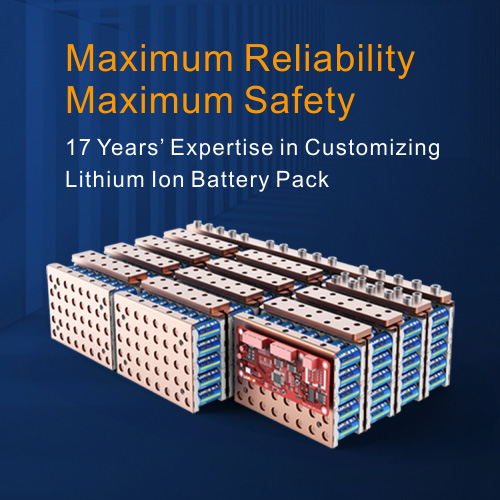 Maximum Reliability
Maximum Safety
17 Years’ Expertise in Customizing
Lithium Ion Battery Pack